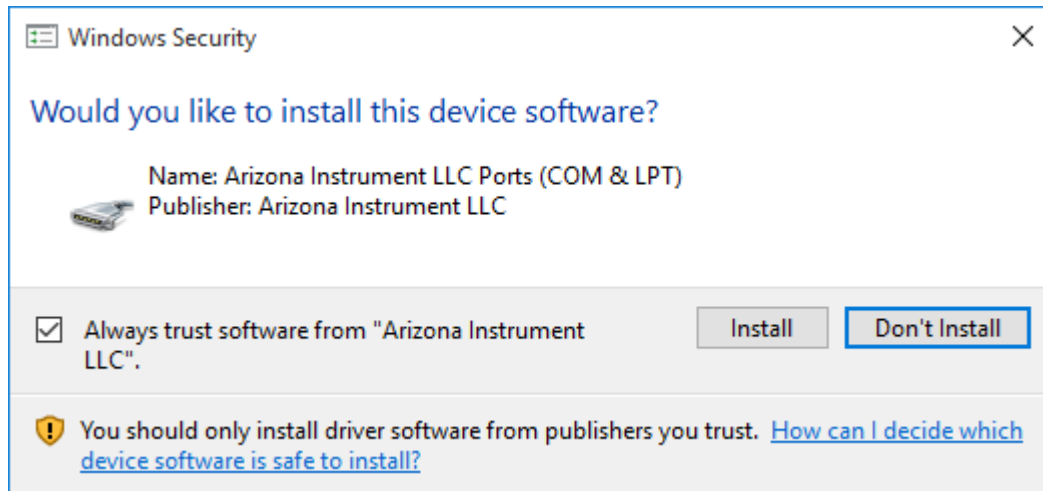 Windows Security
Would you like to install this device software?
Name: Arizona Instrument LLC Ports (COM & LPT)
Publisher: Arizona Instrument LLC
Always trust software from "Arizona Instrument
LLC".
Install
Don't Install
You should only install driver software from publishers you trust. How can I decide which
device software is safe to install?